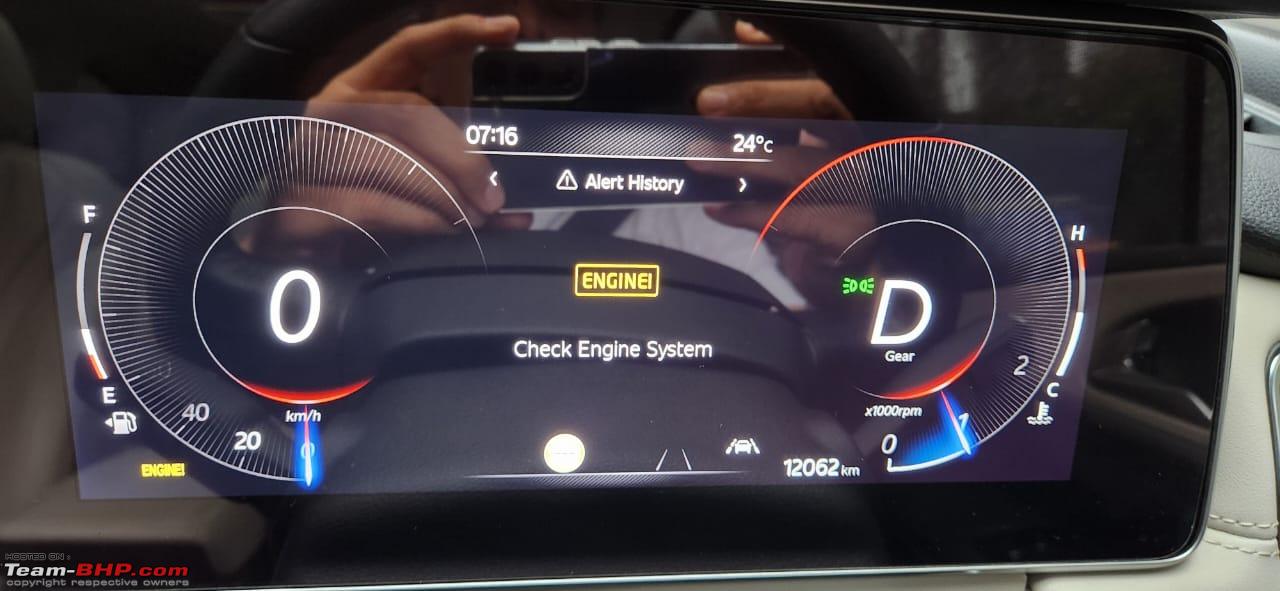 07:16
24°C
Alert History
F
H
ENGINE!
0
D
Gear
Check Engine System
2
E
C
40
km/h
x1000rpm
20
0
1
0
ENGINE!
12062 km
HOSTED ON :
Team-BHP.com
copyright respective owners